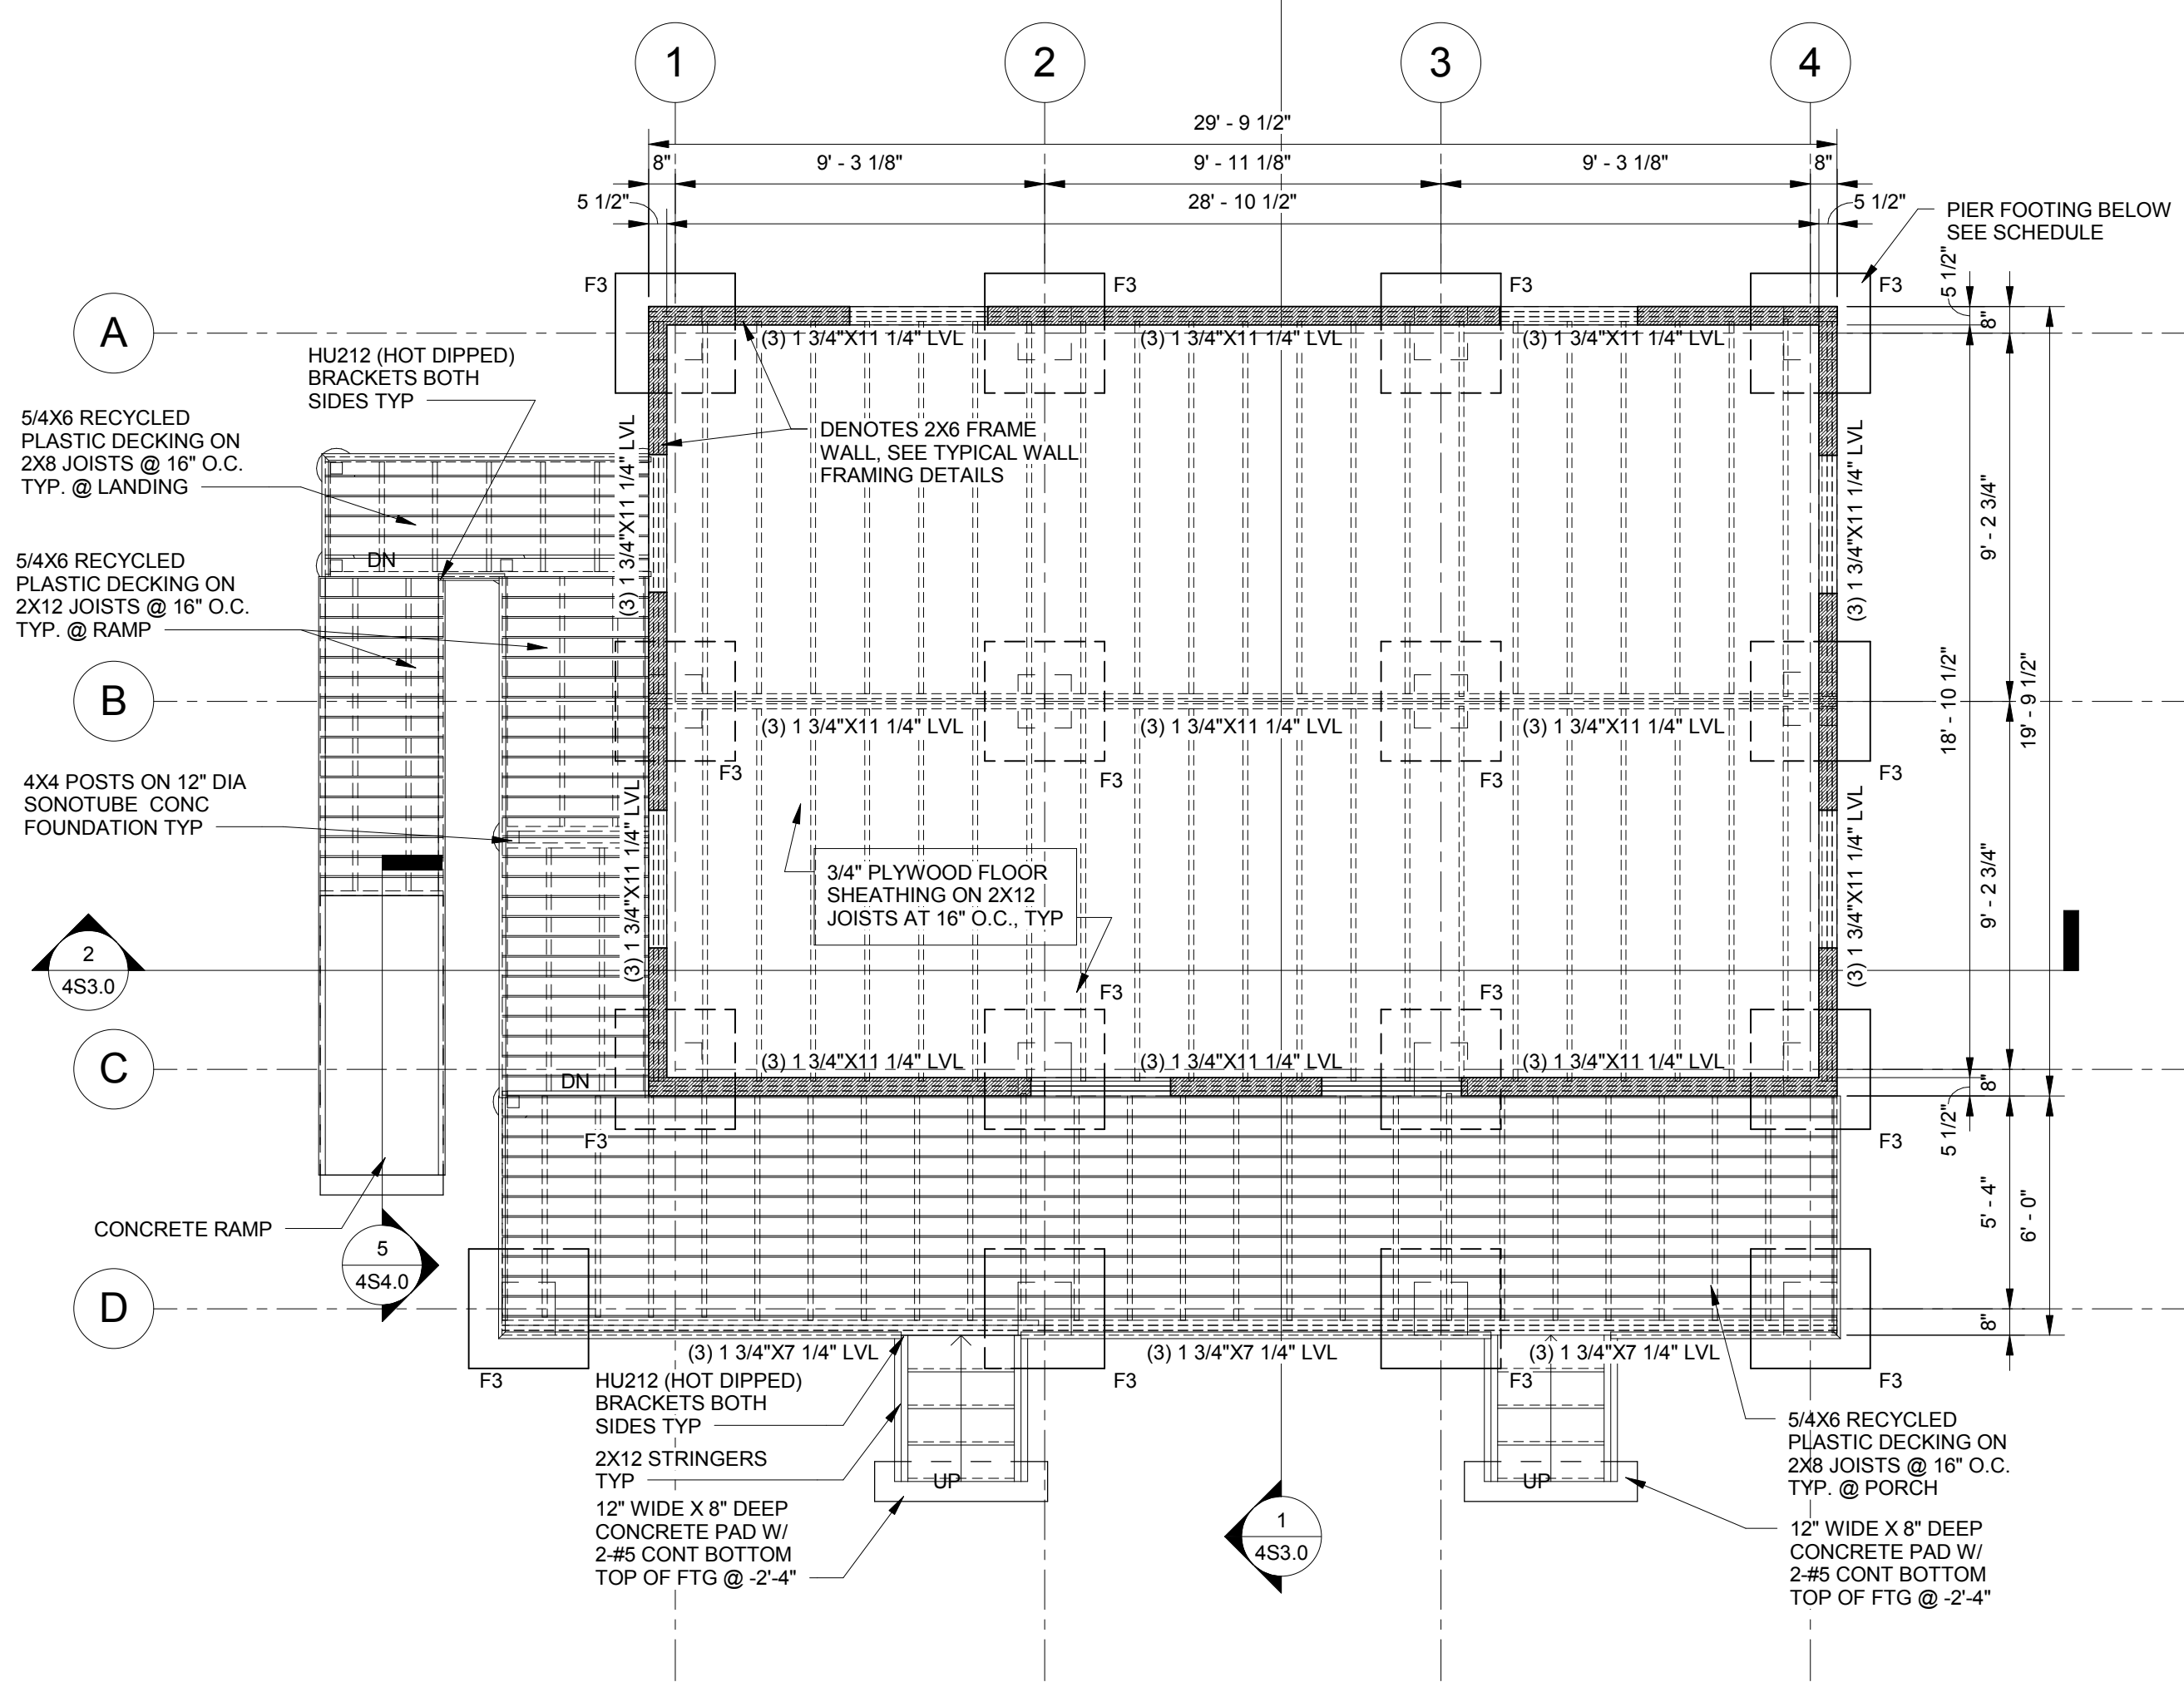 1
2
3
4
29' - 9 1/2"
8"
9' - 3 1/8"
9' - 11 1/8"
9' - 3 1/8"
8"
5 1/2"
28' - 10 1/2"
5 1/2"
PIER FOOTING BELOW
SEE SCHEDULE
F3
F3
F3
F3
5 1/2"
8"
A
(3) 1 3/4"X11 1/4" LVL
(3) 1 3/4"X11 1/4" LVL
(3) 1 3/4"X11 1/4" LVL
HU212 (HOT DIPPED)
BRACKETS BOTH
SIDES TYP
5/4X6 RECYCLED
PLASTIC DECKING ON
2X8 JOISTS @ 16" O.C.
TYP. @ LANDING
DENOTES 2X6 FRAME
WALL, SEE TYPICAL WALL
FRAMING DETAILS
(3) 1 3/4"X11 1/4" LVL
(3) 1 3/4"X11 1/4" LVL
9' - 2 3/4"
DN
5/4X6 RECYCLED
PLASTIC DECKING ON
2X12 JOISTS @ 16" O.C.
TYP. @ RAMP
B
(3) 1 3/4"X11 1/4" LVL
(3) 1 3/4"X11 1/4" LVL
(3) 1 3/4"X11 1/4" LVL
18' - 10 1/2"
19' - 9 1/2"
F3
F3
F3
F3
4X4 POSTS ON 12" DIA
SONOTUBE CONC
FOUNDATION TYP
(3) 1 3/4"X11 1/4" LVL
(3) 1 3/4"X11 1/4" LVL
9' - 2 3/4"
3/4" PLYWOOD FLOOR
SHEATHING ON 2X12
JOISTS AT 16" O.C., TYP
2
4S3.0
F3
F3
C
(3) 1 3/4"X11 1/4" LVL
(3) 1 3/4"X11 1/4" LVL
(3) 1 3/4"X11 1/4" LVL
DN
8"
5 1/2"
F3
F3
5' - 4"
6' - 0"
CONCRETE RAMP
5
4S4.0
D
8"
(3) 1 3/4"X7 1/4" LVL
(3) 1 3/4"X7 1/4" LVL
(3) 1 3/4"X7 1/4" LVL
F3
F3
F3
F3
HU212 (HOT DIPPED)
BRACKETS BOTH
SIDES TYP
2X12 STRINGERS
TYP
UP
UP
12" WIDE X 8" DEEP
CONCRETE PAD W/
2-#5 CONT BOTTOM
TOP OF FTG @ -2'-4"
1
4S3.0
5/4X6 RECYCLED
PLASTIC DECKING ON
2X8 JOISTS @ 16" O.C.
TYP. @ PORCH
12" WIDE X 8" DEEP
CONCRETE PAD W/
2-#5 CONT BOTTOM
TOP OF FTG @ -2'-4"